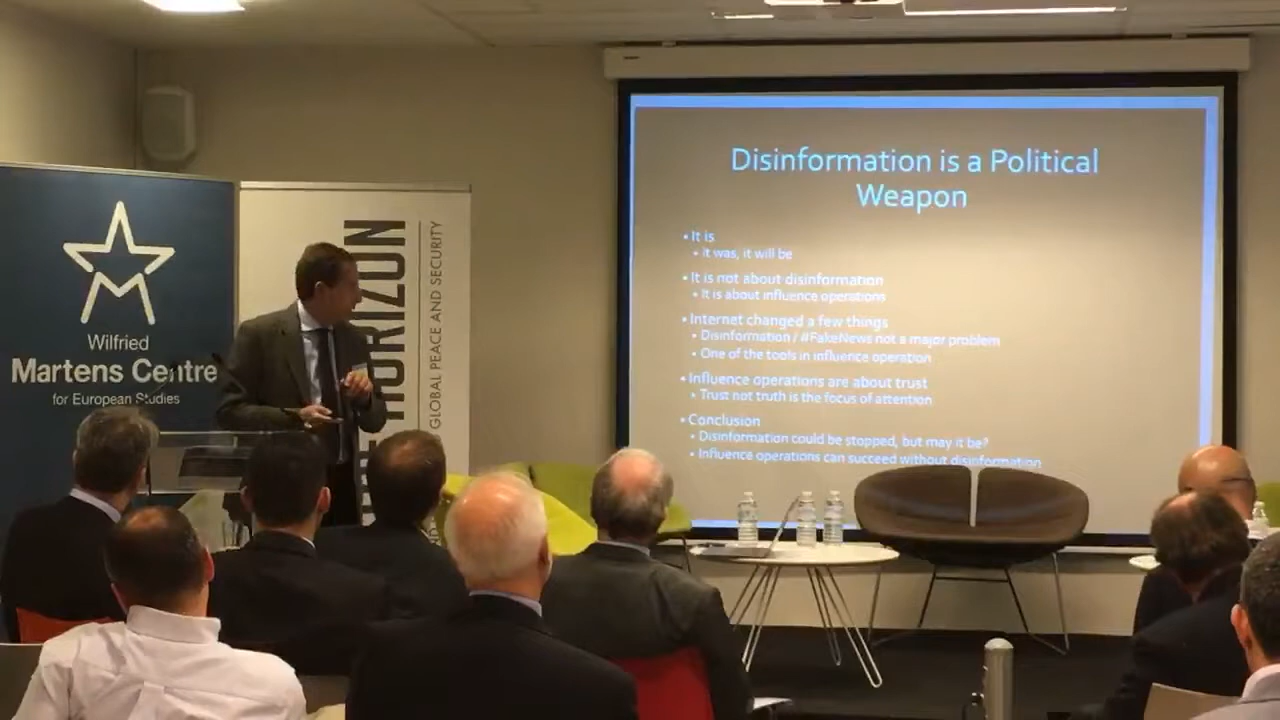 Wilfried
Martens Centre
for European Studies
HORIZON
GLOBAL PEACE AND SECURITY
Disinformation is a Political
Weapon
• It is
• It was, it will be
• It is not about disinformation
• It is about influence operations
• Internet changed a few things
• Disinformation / #FakeNews not a major problem
• One of the tools in influence operation
• Influence operations are about trust
• Trust not truth is the focus of attention
• Conclusion
• Disinformation could be stopped, but may it be?
• Influence operations can succeed without disinformation